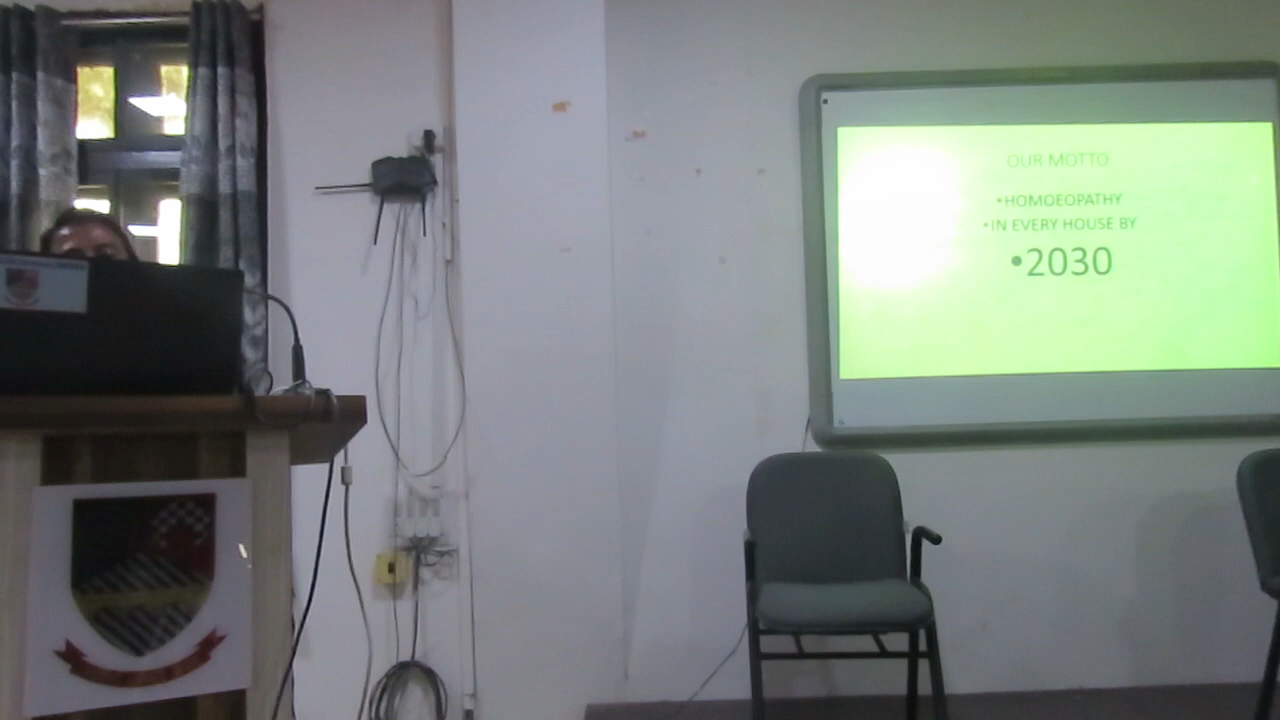 OUR MOTTO
•HOMOEOPATHY
•IN EVERY HOUSE BY
•2030